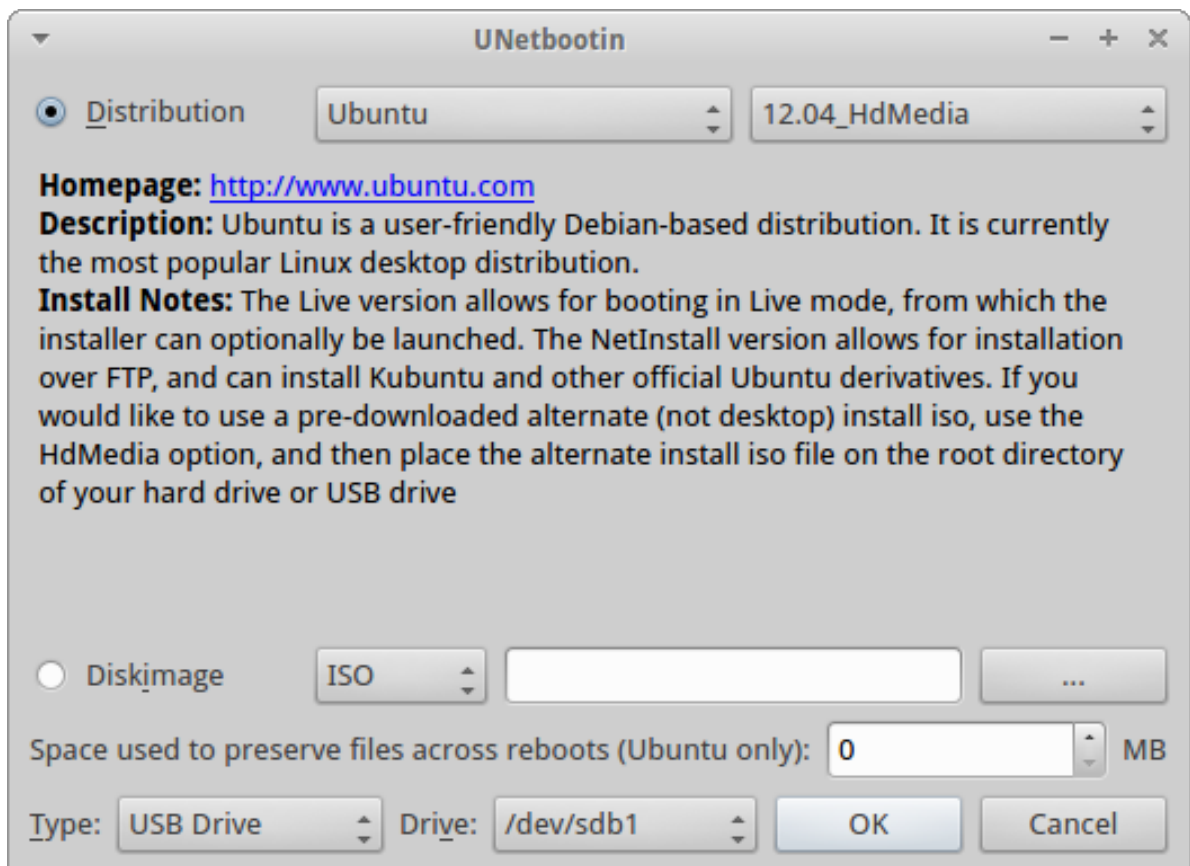 UNetbootin
Distribution Ubuntu 12.04_HdMedia
Homepage: http://www.ubuntu.com
Description: Ubuntu is a user-friendly Debian-based distribution. It is currently
the most popular Linux desktop distribution.
Install Notes: The Live version allows for booting in Live mode, from which the
installer can optionally be launched. The NetInstall version allows for installation
over FTP, and can install Kubuntu and other official Ubuntu derivatives. If you
would like to use a pre-downloaded alternate (not desktop) install iso, use the
HdMedia option, and then place the alternate install iso file on the root directory
of your hard drive or USB drive
Diskimage ISO ...
Space used to preserve files across reboots (Ubuntu only): 0 MB
Type: USB Drive Drive: /dev/sdb1 OK Cancel